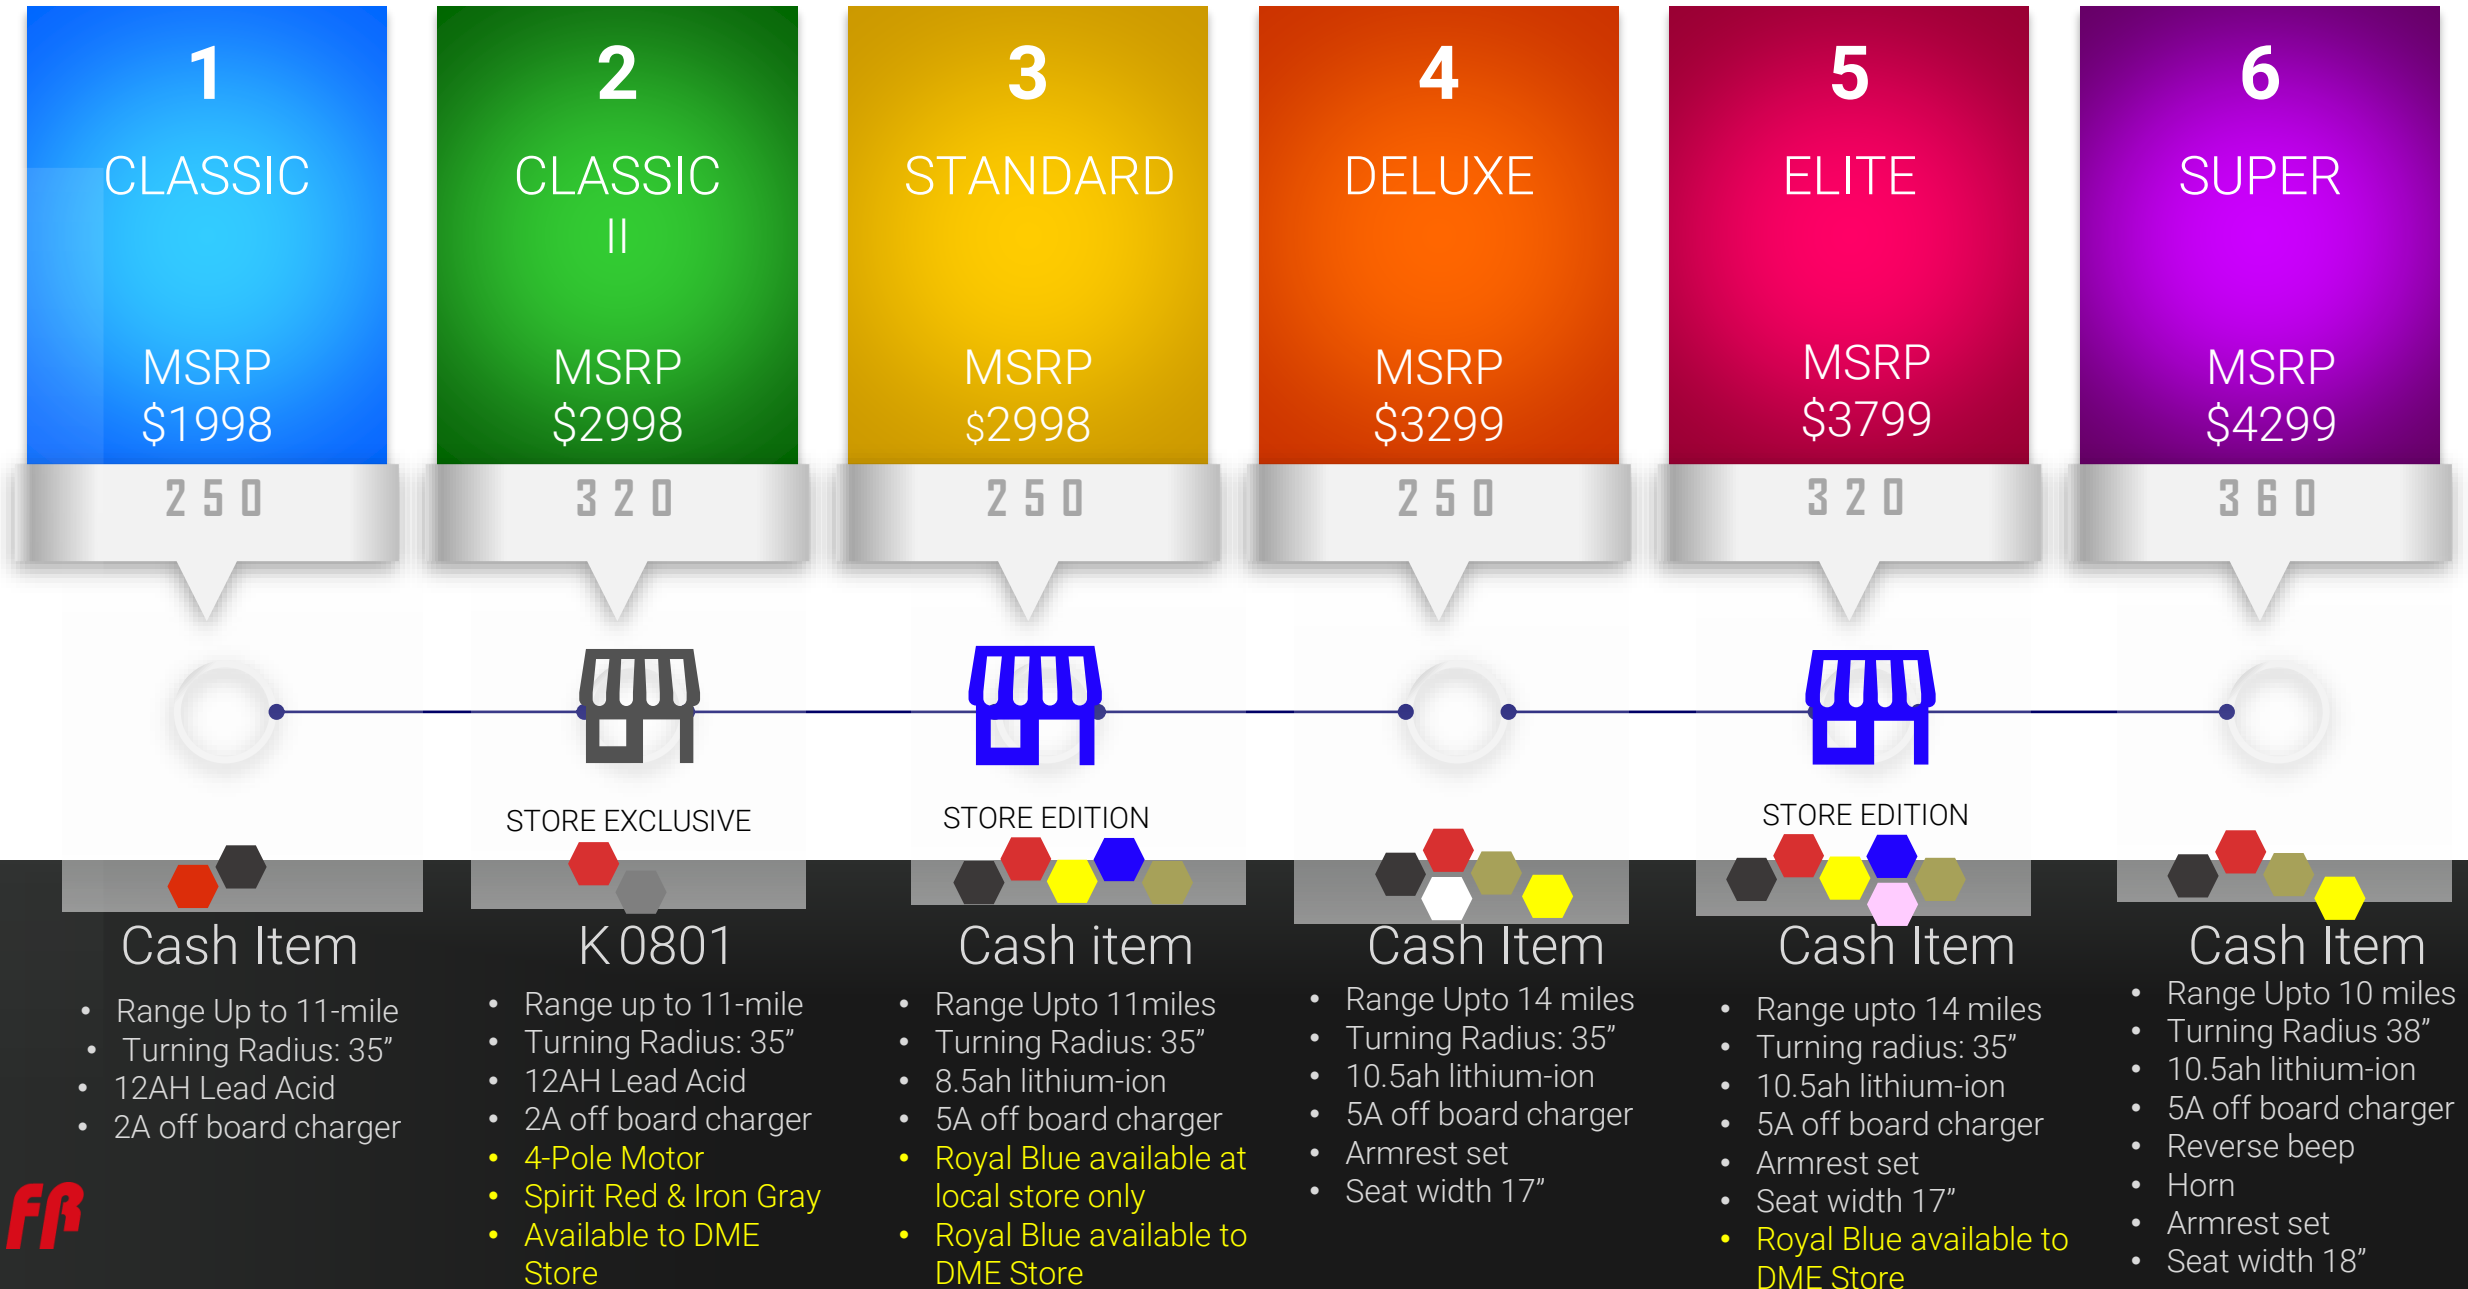 1
CLASSIC
MSRP
$1998
250
Cash Item
• Range Up to 11-mile
• Turning Radius: 35”
• 12AH Lead Acid
• 2A off board charger
FR
2
CLASSIC
II
MSRP
$2998
320
STORE EXCLUSIVE
K0801
• Range up to 11-mile
• Turning Radius: 35”
• 12AH Lead Acid
• 2A off board charger
• 4-Pole Motor
• Spirit Red & Iron Gray
• Available to DME
Store
3
STANDARD
MSRP
$2998
250
STORE EDITION
Cash item
• Range Upto 11miles
• Turning Radius: 35”
• 8.5ah lithium-ion
• 5A off board charger
• Royal Blue available at
local store only
• Royal Blue available to
DME Store
4
DELUXE
MSRP
$3299
250
Cash Item
• Range Upto 14 miles
• Turning Radius: 35”
• 10.5ah lithium-ion
• 5A off board charger
• Armrest set
• Seat width 17”
5
ELITE
MSRP
$3799
320
STORE EDITION
Cash Item
• Range upto 14 miles
• Turning radius: 35”
• 10.5ah lithium-ion
• 5A off board charger
• Armrest set
• Seat width 17”
• Royal Blue available to
DME Store
6
SUPER
MSRP
$4299
360
Cash Item
• Range Upto 10 miles
• Turning Radius 38”
• 10.5ah lithium-ion
• 5A off board charger
• Reverse beep
• Horn
• Armrest set
• Seat width 18”